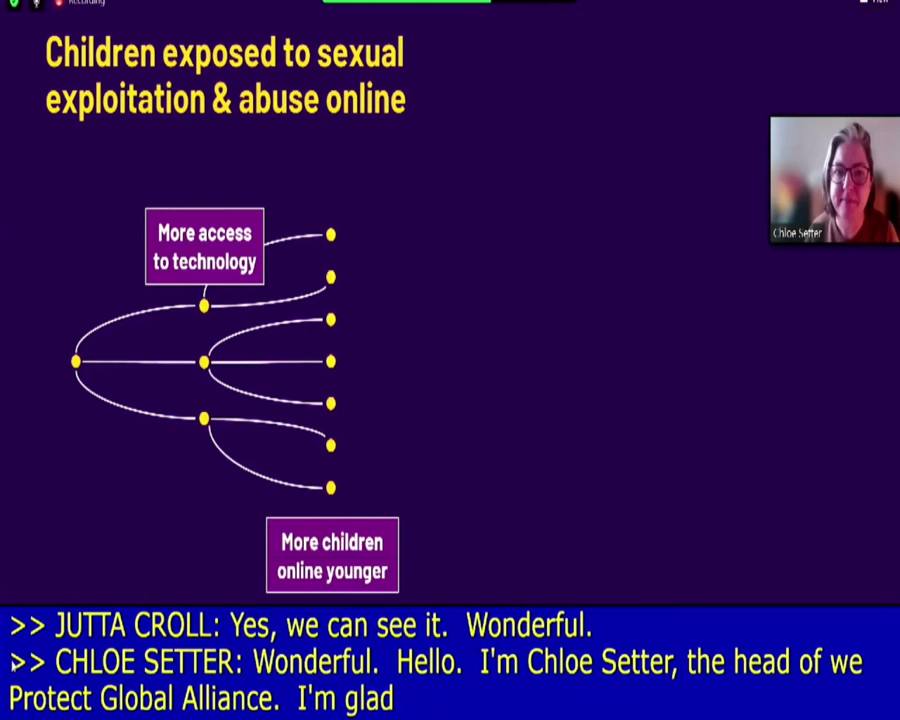 Recording
Children exposed to sexual
exploitation & abuse online
More access
to technology
Chloe Setter
More children
online younger
>> JUTTA CROLL: Yes, we can see it. Wonderful.
>> CHLOE SETTER: Wonderful. Hello. I'm Chloe Setter, the head of we
Protect Global Alliance. I'm glad